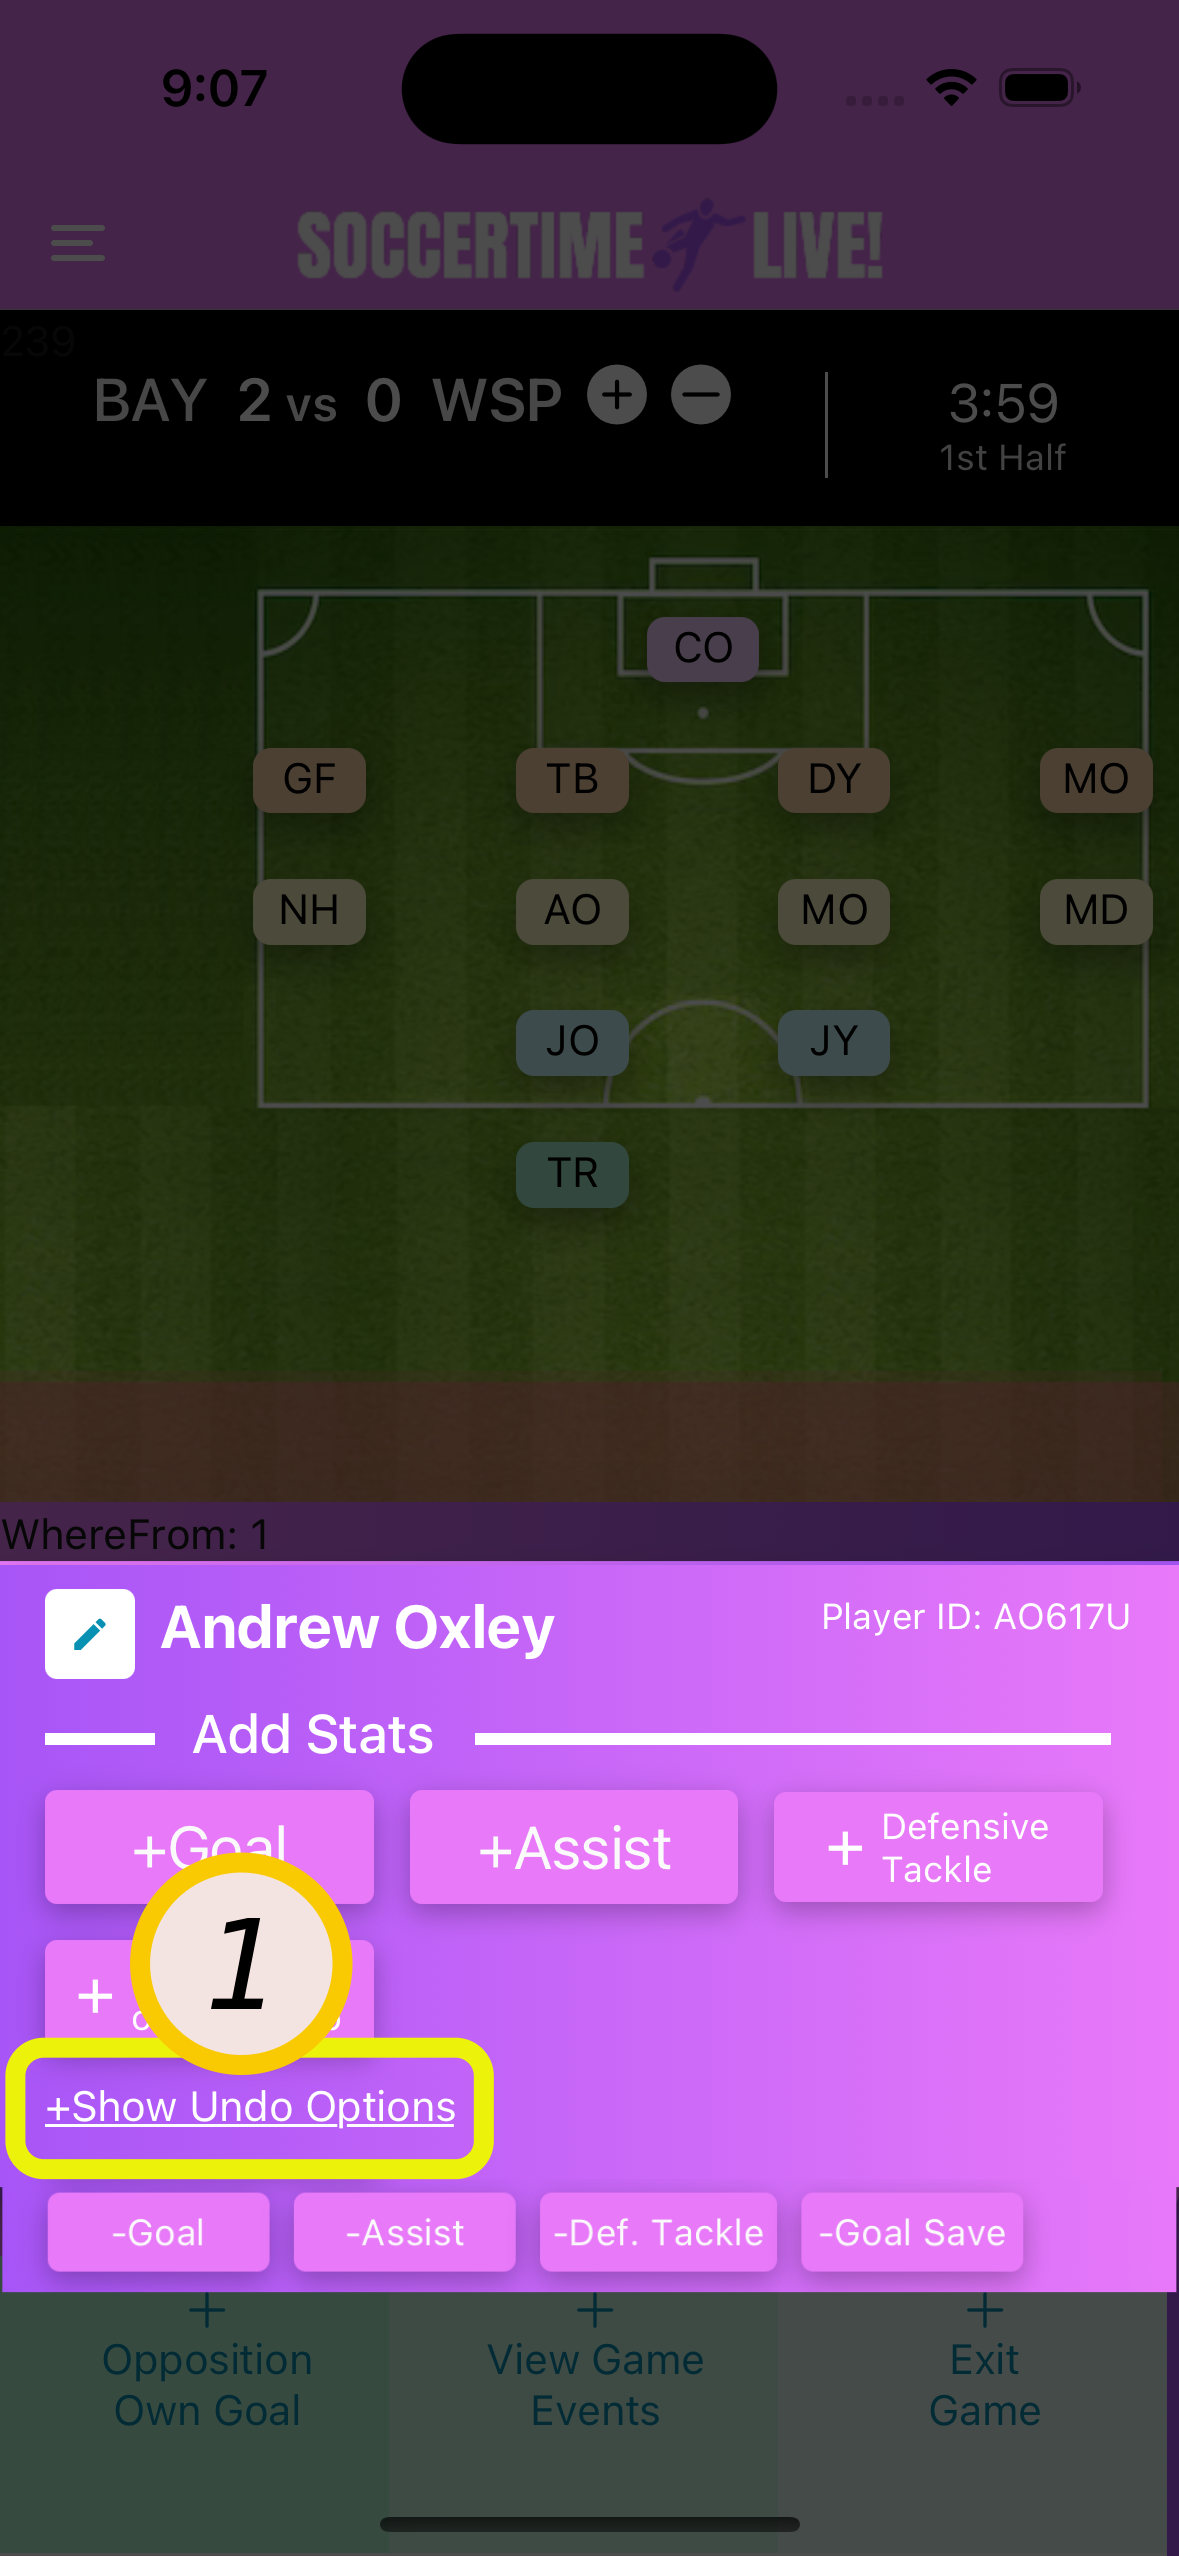 9:07
SOCCERTIME LIVE!
239
BAY 2 vs 0 WSP
3:59
1st Half
CO
GF TB DY MO
NH AO MO MD
JO JY
TR
WhereFrom: 1
Andrew Oxley
Player ID: AO617U
Add Stats
+Goal
+Assist
+ Defensive
Tackle
+
1
+Show Undo Options
-Goal
-Assist
-Def. Tackle
-Goal Save
+
Opposition
Own Goal
+
View Game
Events
+
Exit
Game